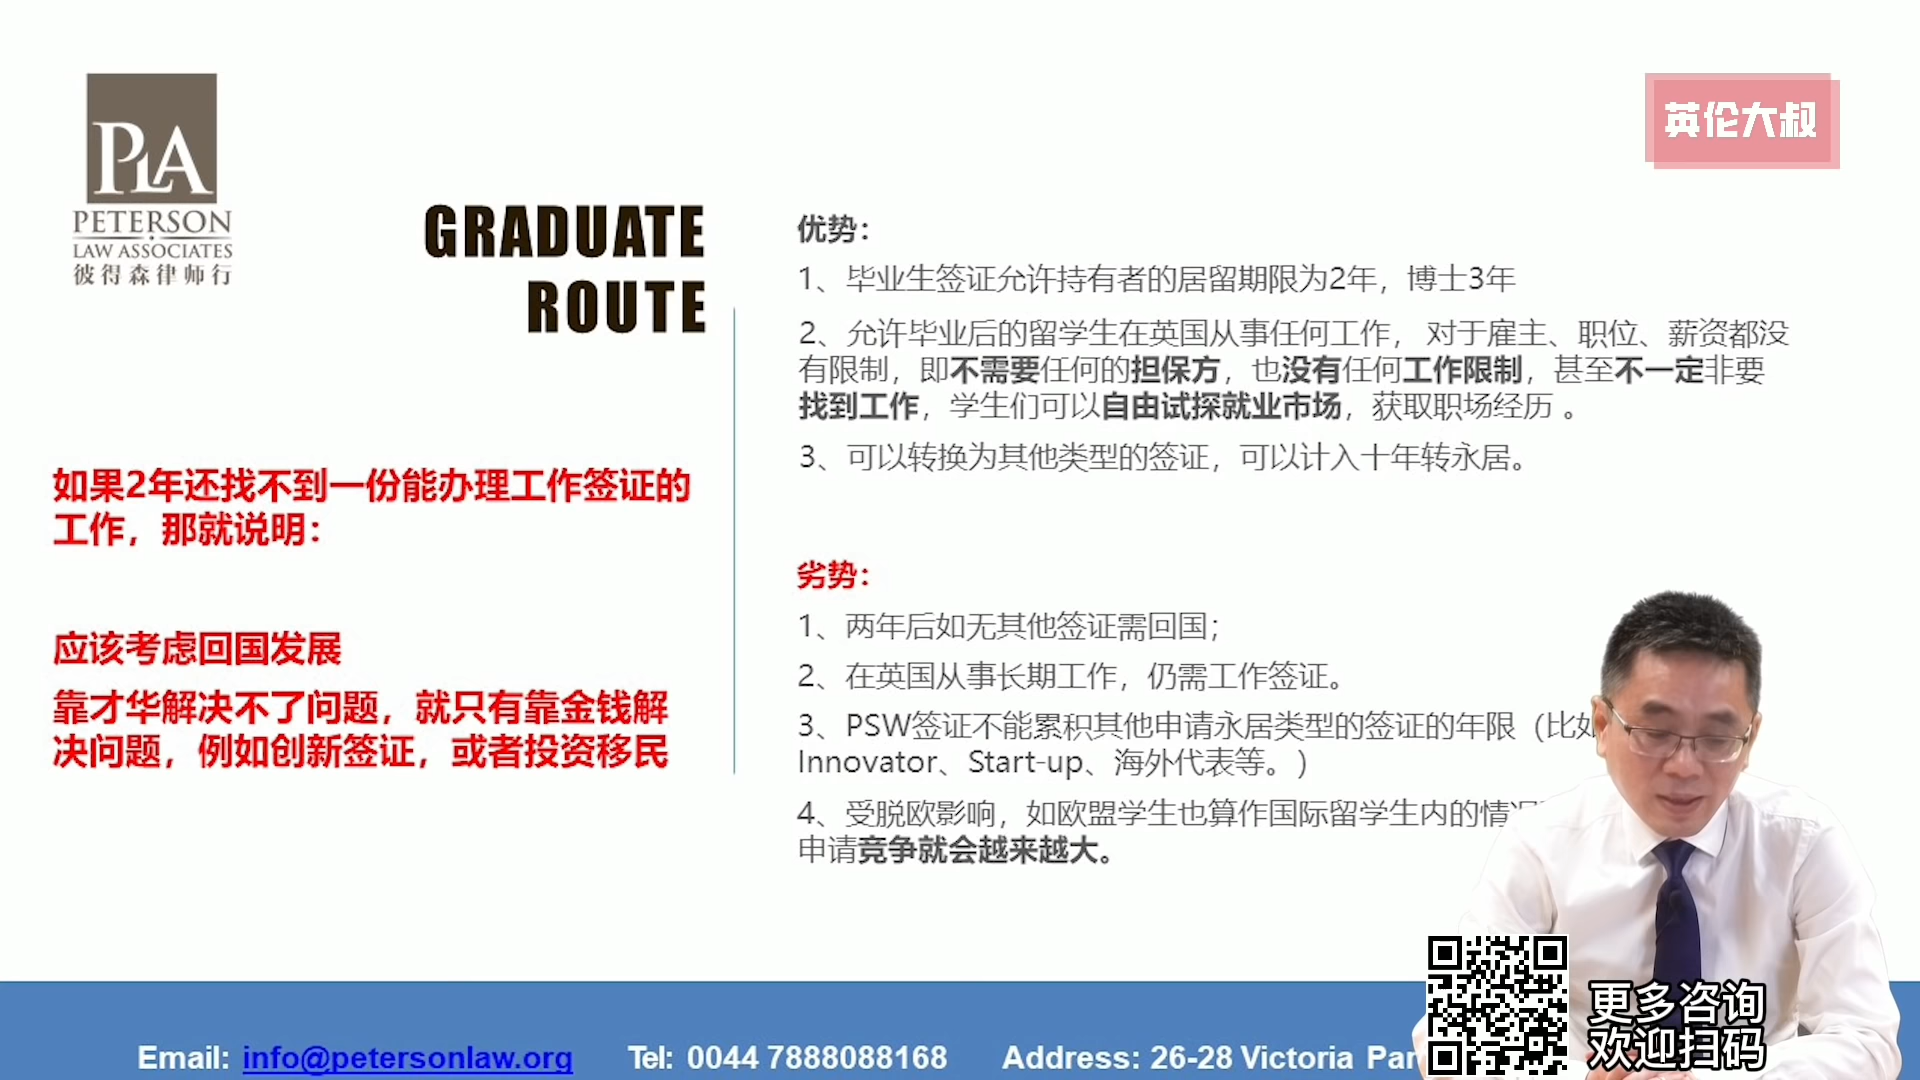 PLA
PETERSON
LAW ASSOCIATES
彼得森律师行
英伦大叔
GRADUATE
ROUTE
如果2年还找不到一份能办理工作签证的
工作，那就说明：
应该考虑回国发展
靠才华解决不了问题，就只有靠金钱解
决问题，例如创新签证，或者投资移民
优势：
1、毕业生签证允许持有者的居留期限为2年，博士3年
2、允许毕业后的留学生在英国从事任何工作， 对于雇主、职位、薪资都没
有限制，即不需要任何的担保方，也没有任何工作限制，甚至不一定非要
找到工作，学生们可以自由试探就业市场，获取职场经历 。
3、可以转换为其他类型的签证，可以计入十年转永居。
劣势：
1、两年后如无其他签证需回国；
2、在英国从事长期工作，仍需工作签证。
3、PSW签证不能累积其他申请永居类型的签证的年限（比如
Innovator、Start-up、海外代表等。）
4、受脱欧影响，如欧盟学生也算作国际留学生内的情况
申请竞争就会越来越大。
Email: info@petersonlaw.org Tel: 0044 7888088168 Address: 26-28 Victoria Par
更多咨询
欢迎扫码